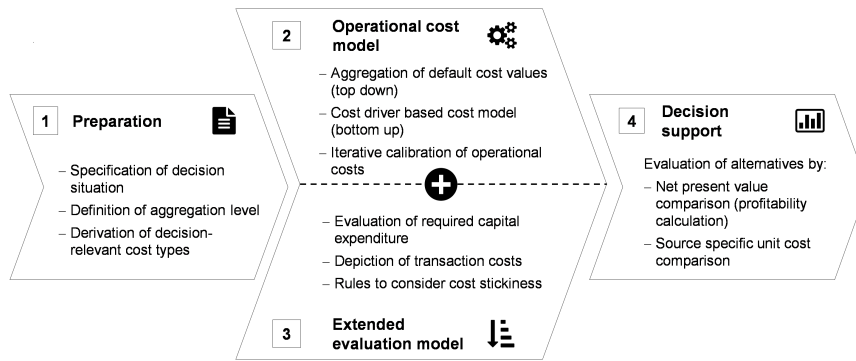 1
Preparation
– Specification of decision
situation
– Definition of aggregation level
– Derivation of decision-
relevant cost types
2
Operational cost
model
– Aggregation of default cost values
(top down)
– Cost driver based cost model
(bottom up)
– Iterative calibration of operational
costs
– Evaluation of required capital
expenditure
– Depiction of transaction costs
– Rules to consider cost stickiness
3
Extended
evaluation model
4
Decision
support
Evaluation of alternatives by:
– Net present value
comparison (profitability
calculation)
– Source specific unit cost
comparison